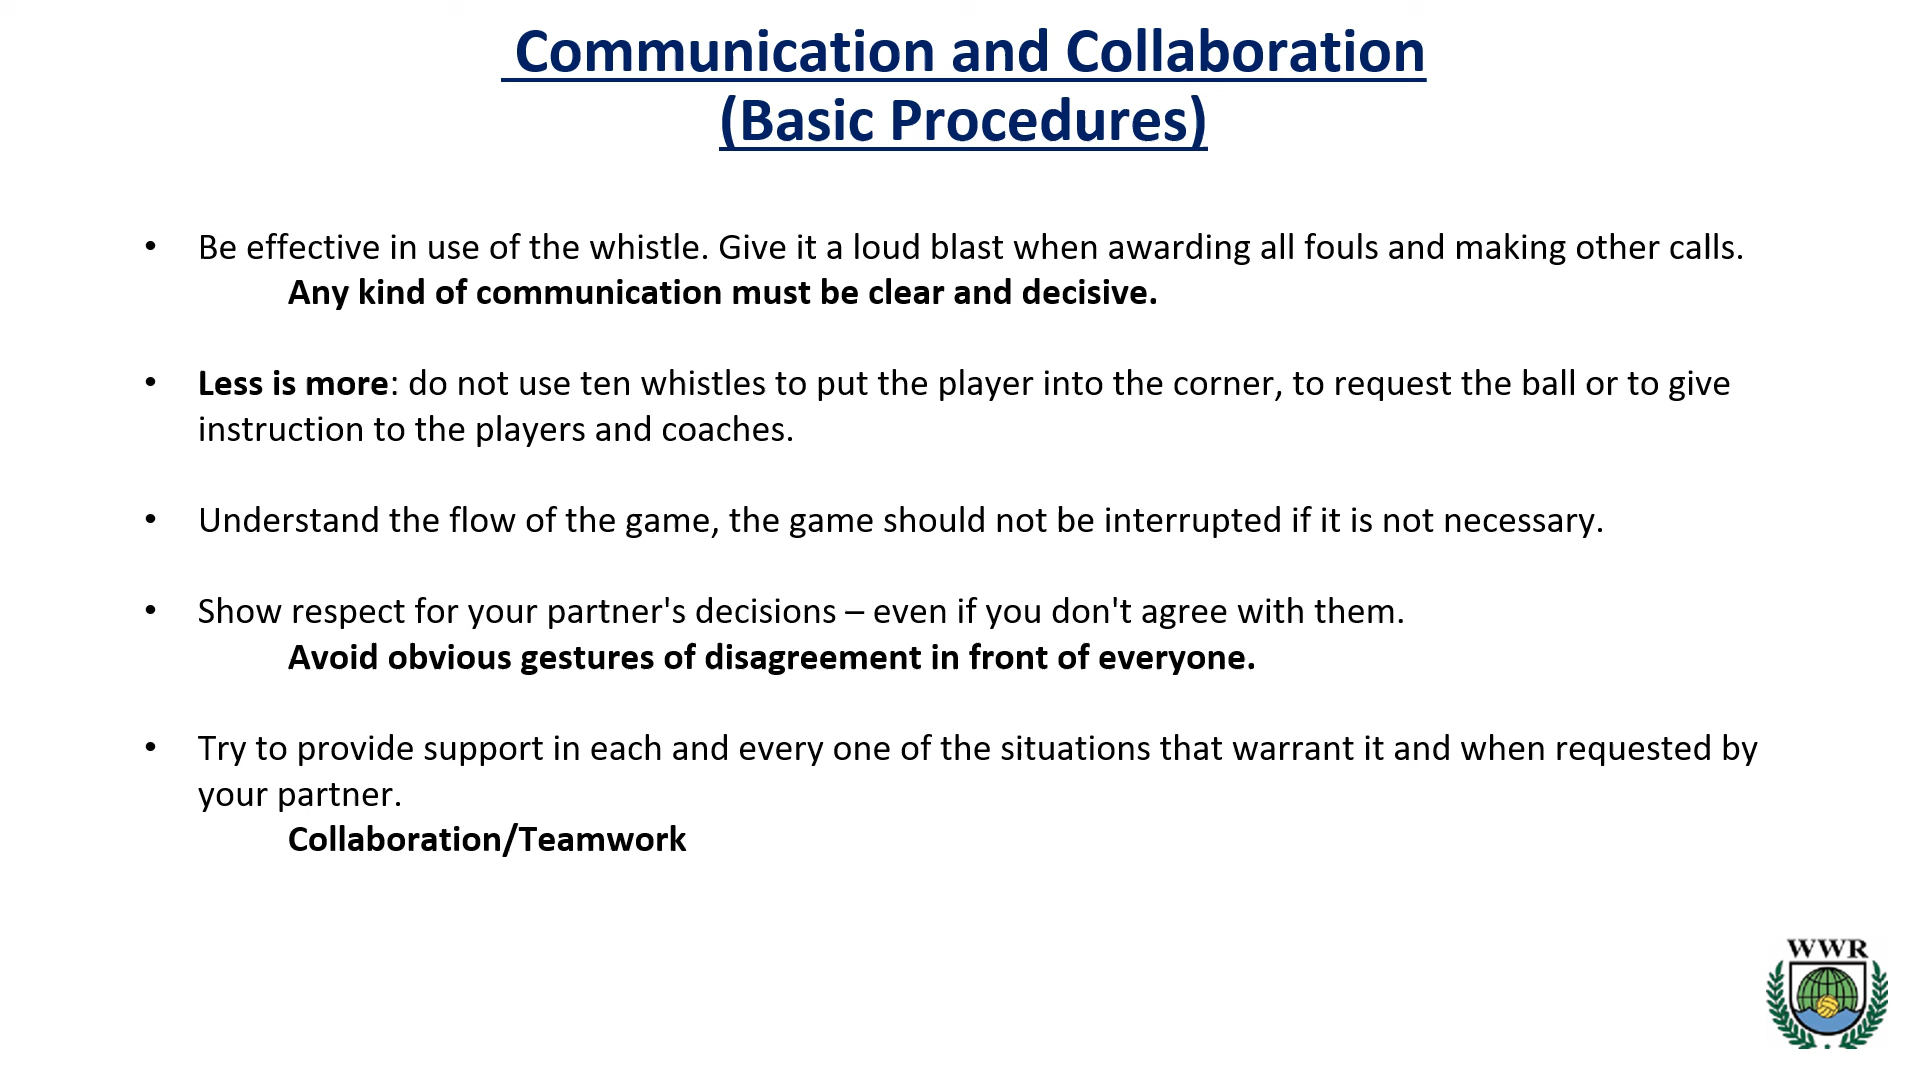 Communication and Collaboration
(Basic Procedures)
• Be effective in use of the whistle. Give it a loud blast when awarding all fouls and making other calls.
Any kind of communication must be clear and decisive.
• Less is more: do not use ten whistles to put the player into the corner, to request the ball or to give
instruction to the players and coaches.
• Understand the flow of the game, the game should not be interrupted if it is not necessary.
• Show respect for your partner's decisions – even if you don't agree with them.
Avoid obvious gestures of disagreement in front of everyone.
• Try to provide support in each and every one of the situations that warrant it and when requested by
your partner.
Collaboration/Teamwork
WWR